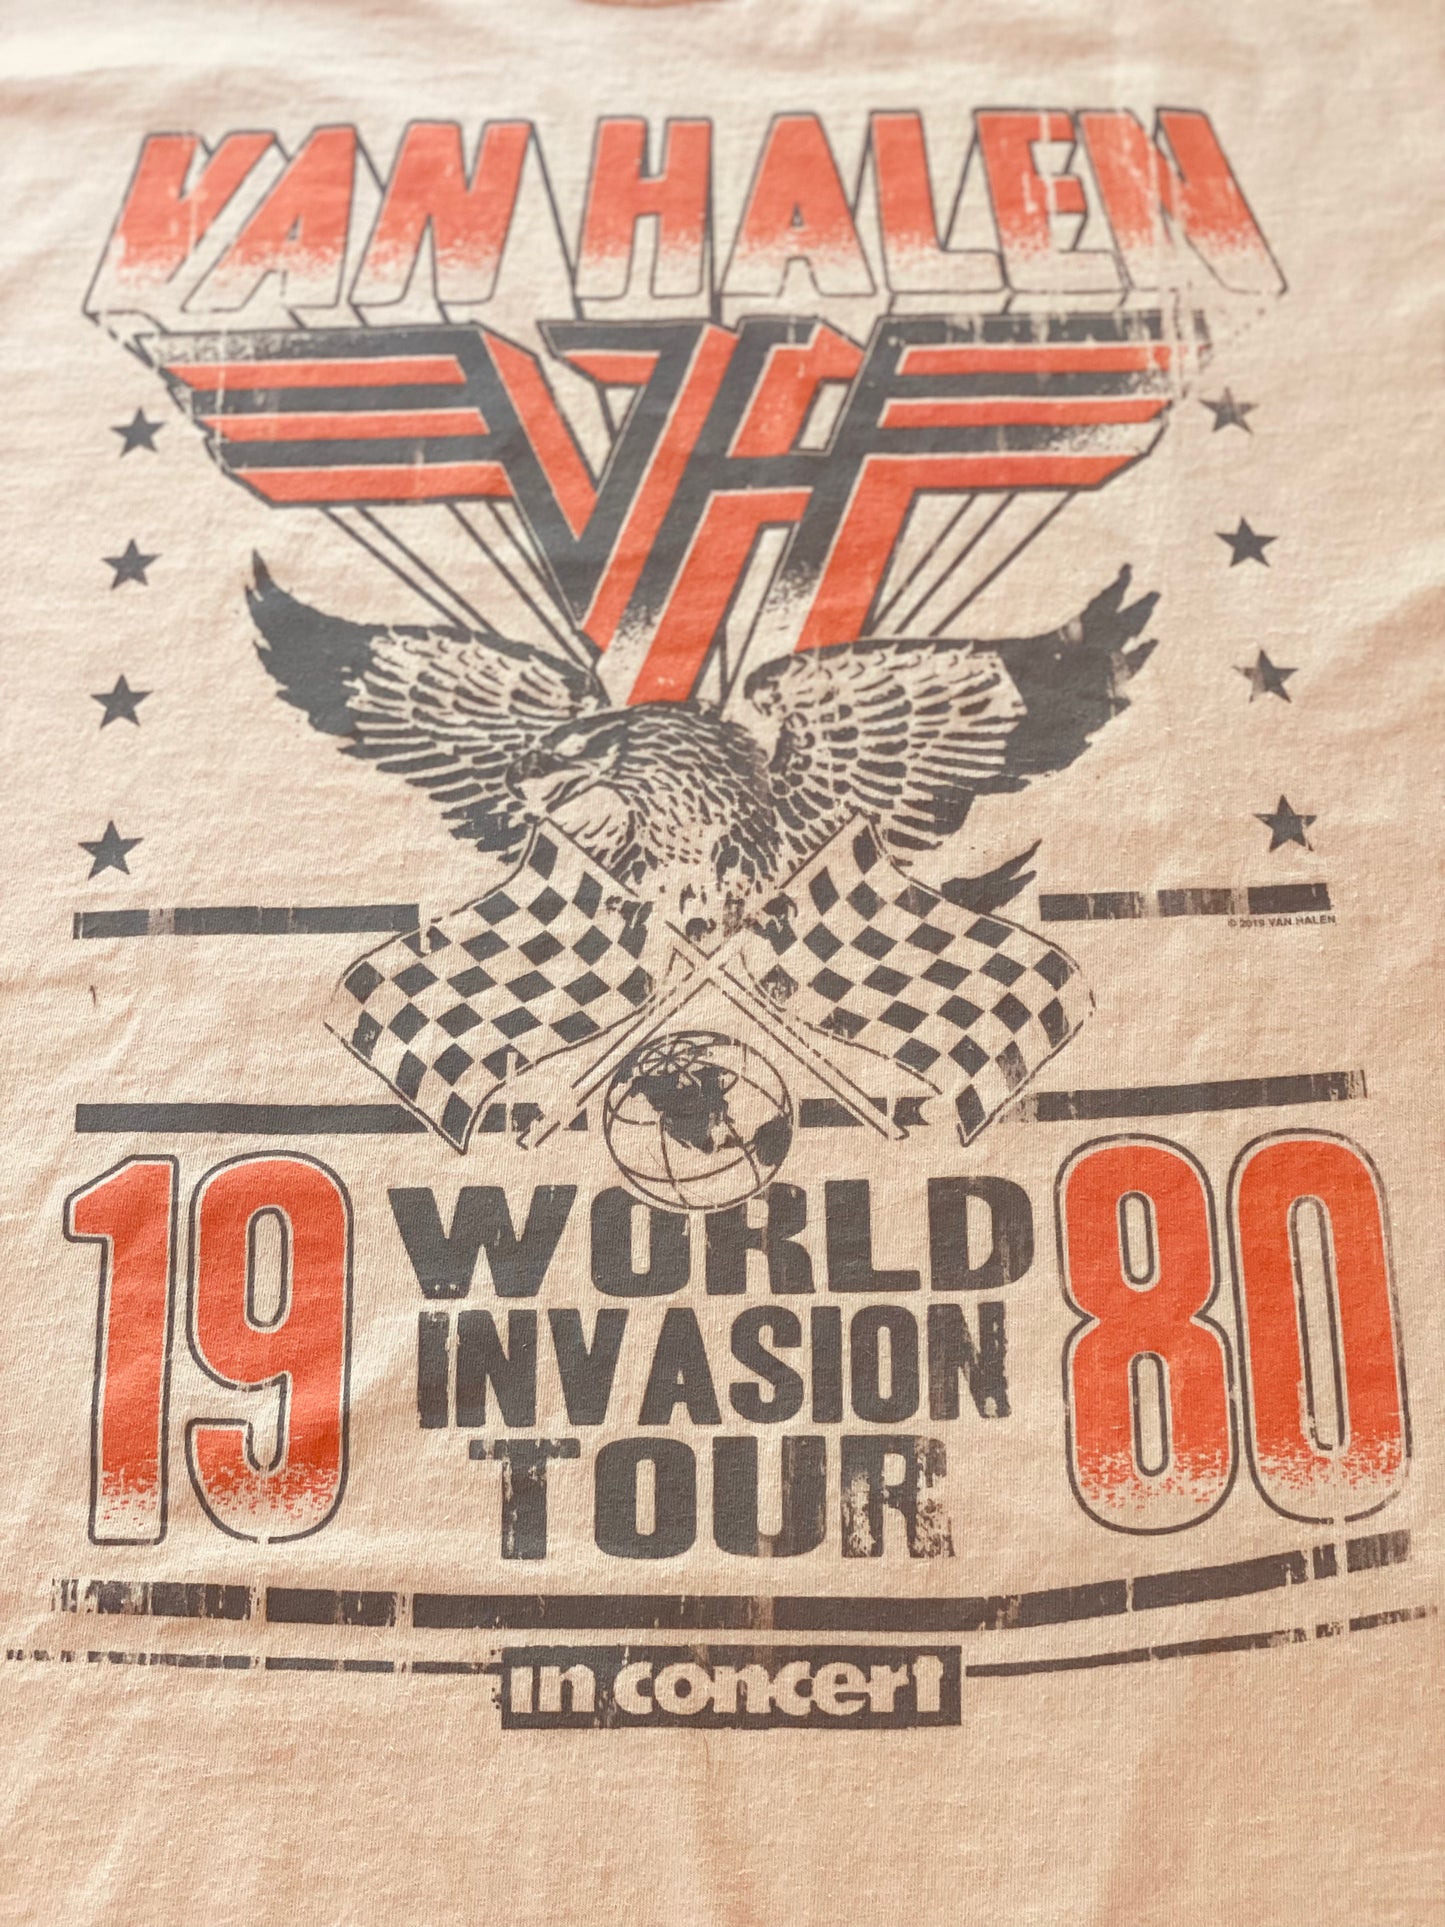 VAN HALEN
VH
© 2019 VAN HALEN
19 WORLD 80
INVASION
TOUR
in concert